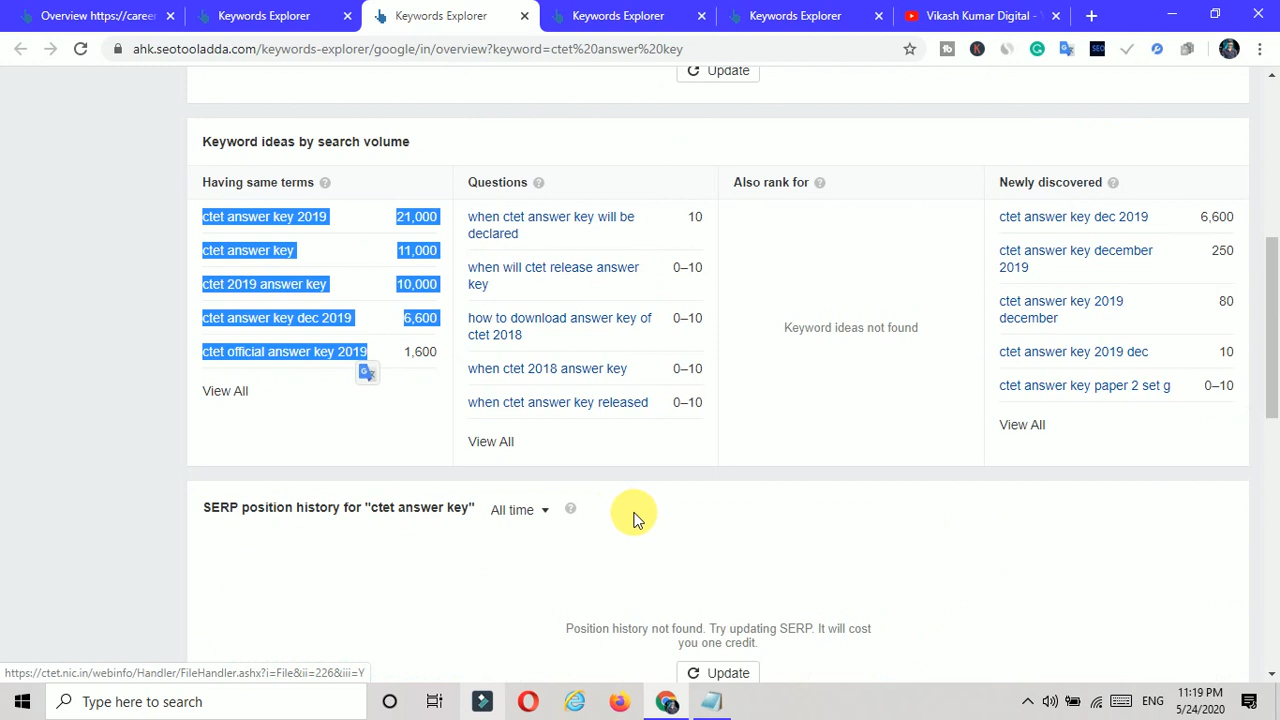 Overview https://career
Keywords Explorer
Keywords Explorer
Keywords Explorer
Keywords Explorer
Vikash Kumar Digital -
ahk.seotooladda.com/keywords-explorer/google/in/overview?keyword=ctet%20answer%20key
Update
Keyword ideas by search volume
Having same terms
ctet answer key 2019 21,000
ctet answer key 11,000
ctet 2019 answer key 10,000
ctet answer key dec 2019 6,600
ctet official answer key 2019 1,600
View All
Questions
when ctet answer key will be 10
declared
when will ctet release answer 0–10
key
how to download answer key of 0–10
ctet 2018
when ctet 2018 answer key 0–10
when ctet answer key released 0–10
View All
Also rank for
Keyword ideas not found
Newly discovered
ctet answer key dec 2019 6,600
ctet answer key december 250
2019
ctet answer key 2019 80
december
ctet answer key 2019 dec 10
ctet answer key paper 2 set g 0–10
View All
SERP position history for "ctet answer key" All time
Position history not found. Try updating SERP. It will cost
you one credit.
Update
https://ctet.nic.in/webinfo/Handler/FileHandler.ashx?i=File&ii=226&iii=Y
Type here to search
ENG
11:19 PM
5/24/2020